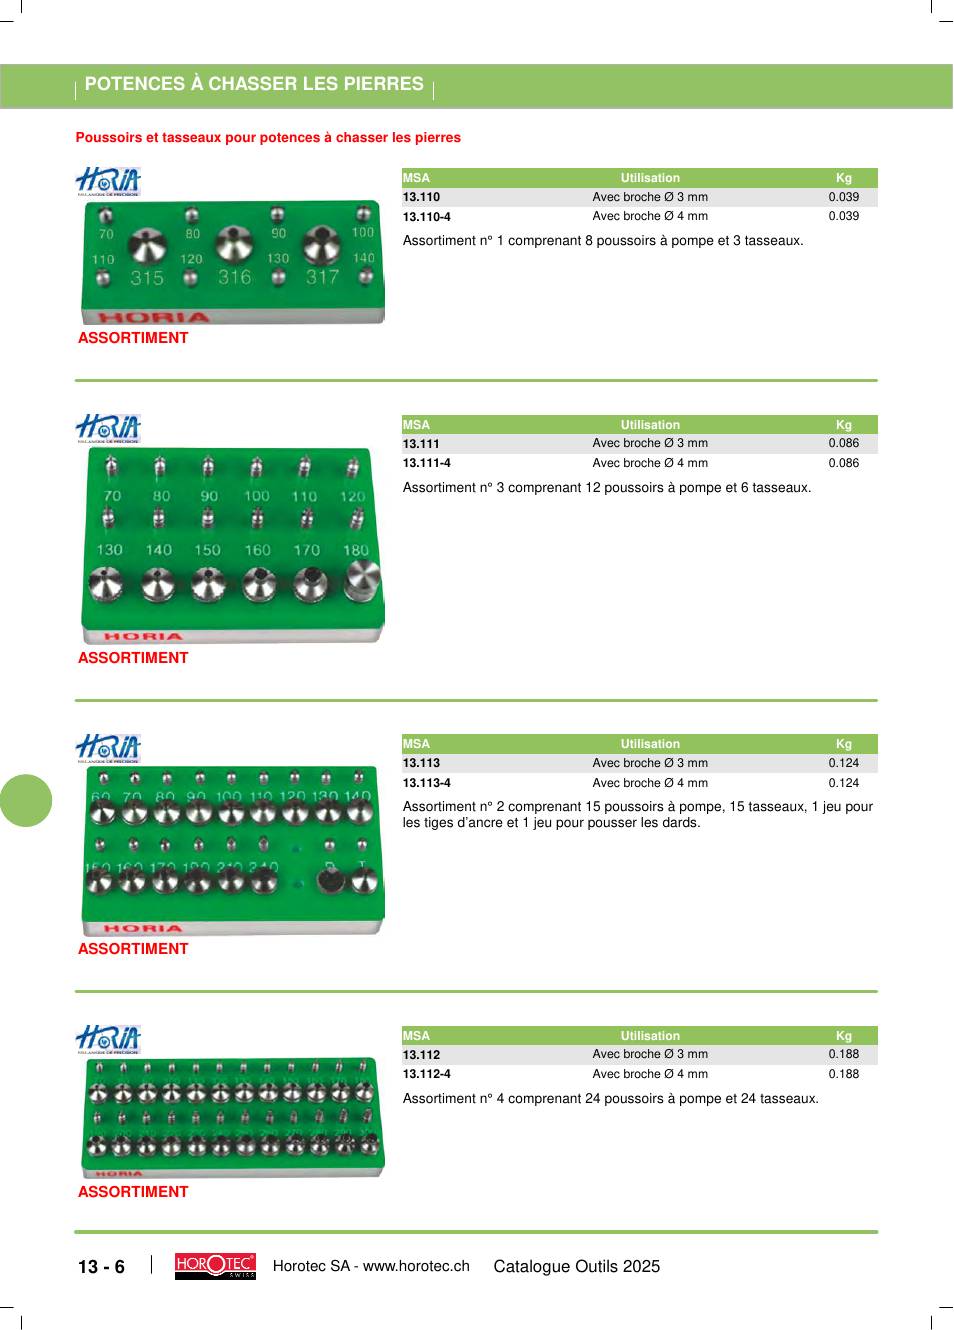 POTENCES À CHASSER LES PIERRES
Poussoirs et tasseaux pour potences à chasser les pierres
HORIA
MSA Utilisation Kg
13.110 Avec broche Ø 3 mm 0.039
13.110-4 Avec broche Ø 4 mm 0.039
Assortiment n° 1 comprenant 8 poussoirs à pompe et 3 tasseaux.
70 80 90 100
110 120 130 140
315 316 317
HORIA
ASSORTIMENT
HORIA
MSA Utilisation Kg
13.111 Avec broche Ø 3 mm 0.086
13.111-4 Avec broche Ø 4 mm 0.086
Assortiment n° 3 comprenant 12 poussoirs à pompe et 6 tasseaux.
70 80 90 100 110 120
130 140 150 160 170 180
HORIA
ASSORTIMENT
HORIA
MSA Utilisation Kg
13.113 Avec broche Ø 3 mm 0.124
13.113-4 Avec broche Ø 4 mm 0.124
Assortiment n° 2 comprenant 15 poussoirs à pompe, 15 tasseaux, 1 jeu pour
les tiges d’ancre et 1 jeu pour pousser les dards.
60 70 80 90 100 110 120 130 140
HORIA
ASSORTIMENT
HORIA
MSA Utilisation Kg
13.112 Avec broche Ø 3 mm 0.188
13.112-4 Avec broche Ø 4 mm 0.188
Assortiment n° 4 comprenant 24 poussoirs à pompe et 24 tasseaux.
HORIA
ASSORTIMENT
13 - 6 HOROTEC® SWISS Horotec SA - www.horotec.ch Catalogue Outils 2025